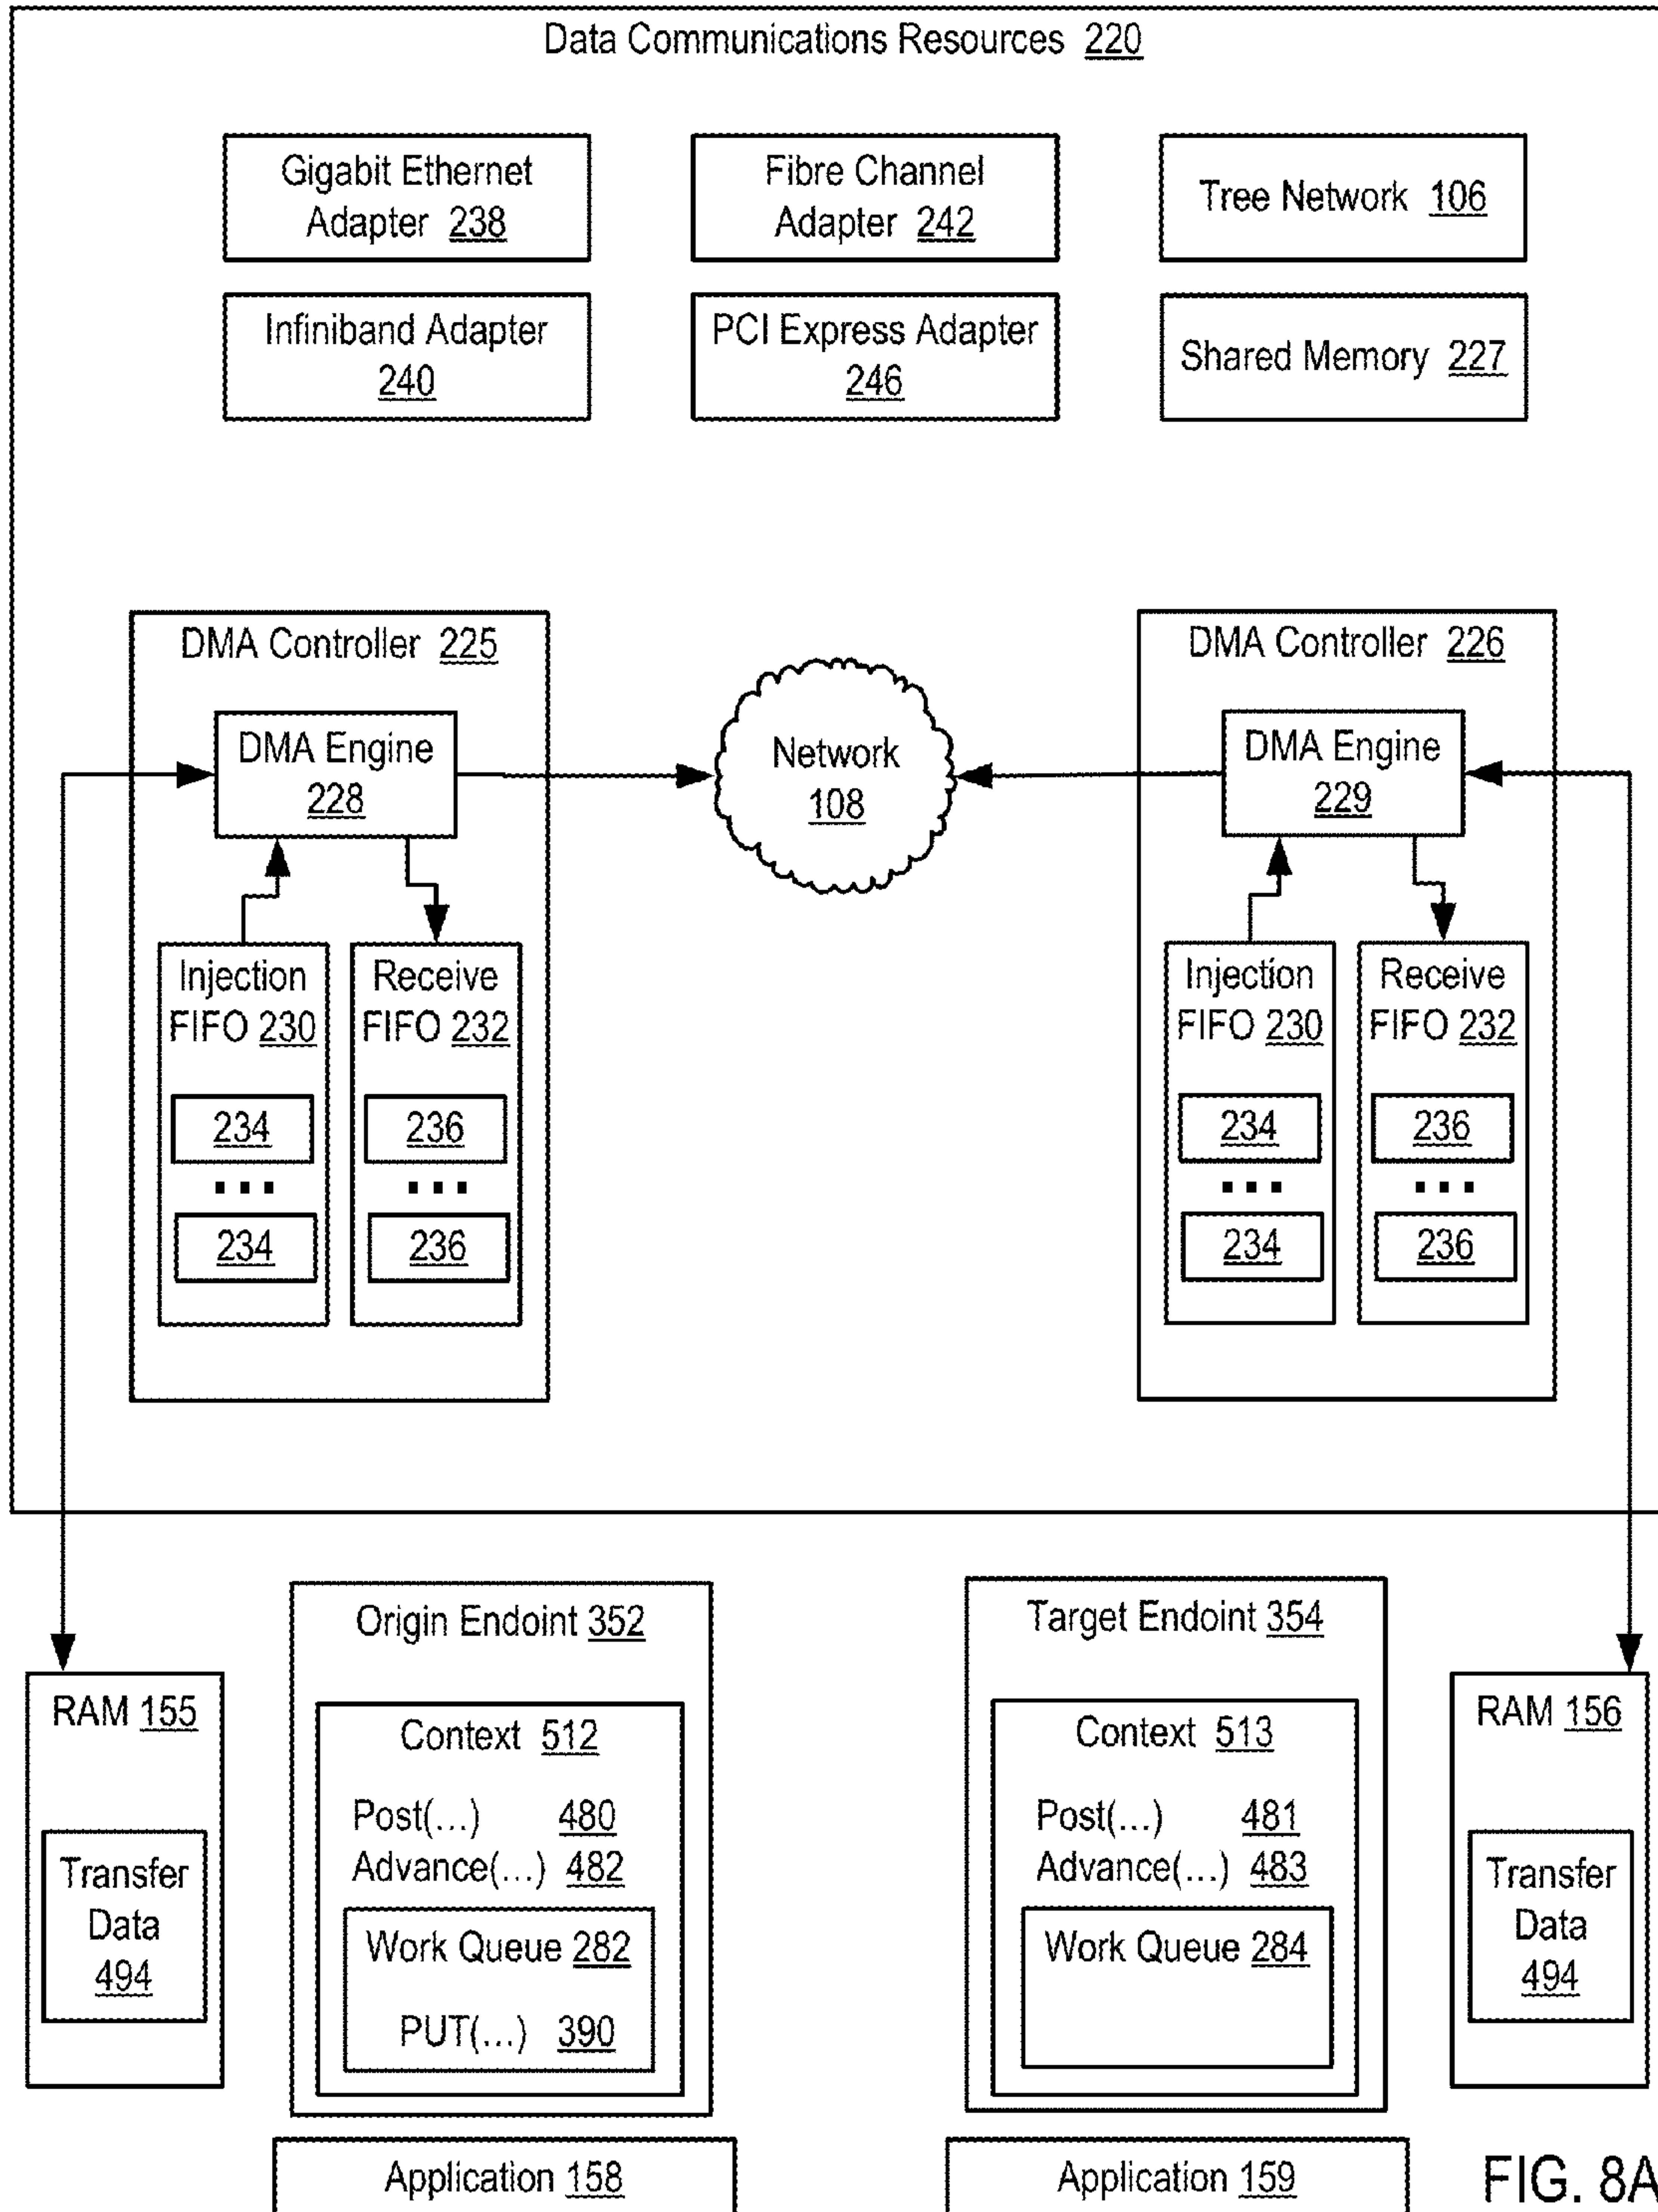 Data Communications Resources 220
Gigabit Ethernet
Adapter 238
Fibre Channel
Adapter 242
Tree Network 106
Infiniband Adapter
240
PCI Express Adapter
246
Shared Memory 227
DMA Controller 225
DMA Engine
228
Injection
FIFO 230
234
...
234
Receive
FIFO 232
236
...
236
Network
108
DMA Controller 226
DMA Engine
229
Injection
FIFO 230
234
...
234
Receive
FIFO 232
236
...
236
RAM 155
Transfer
Data
494
Origin Endoint 352
Context 512
Post(...) 480
Advance(...) 482
Work Queue 282
PUT(...) 390
Target Endoint 354
Context 513
Post(...) 481
Advance(...) 483
Work Queue 284
RAM 156
Transfer
Data
494
Application 158
Application 159
FIG. 8A